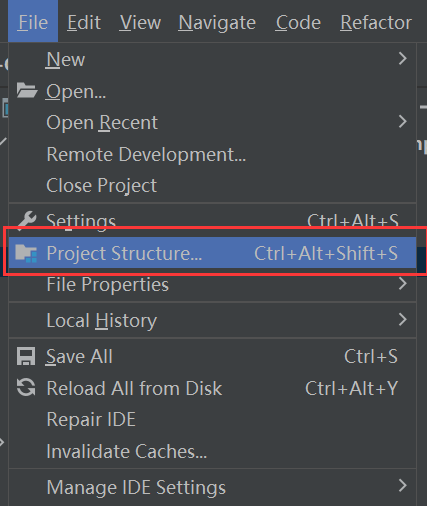 File Edit View Navigate Code Refactor
New
Open...
Open Recent
Remote Development...
Close Project
Settings Ctrl+Alt+S
Project Structure... Ctrl+Alt+Shift+S
File Properties
Local History
Save All Ctrl+S
Reload All from Disk Ctrl+Alt+Y
Repair IDE
Invalidate Caches...
Manage IDE Settings